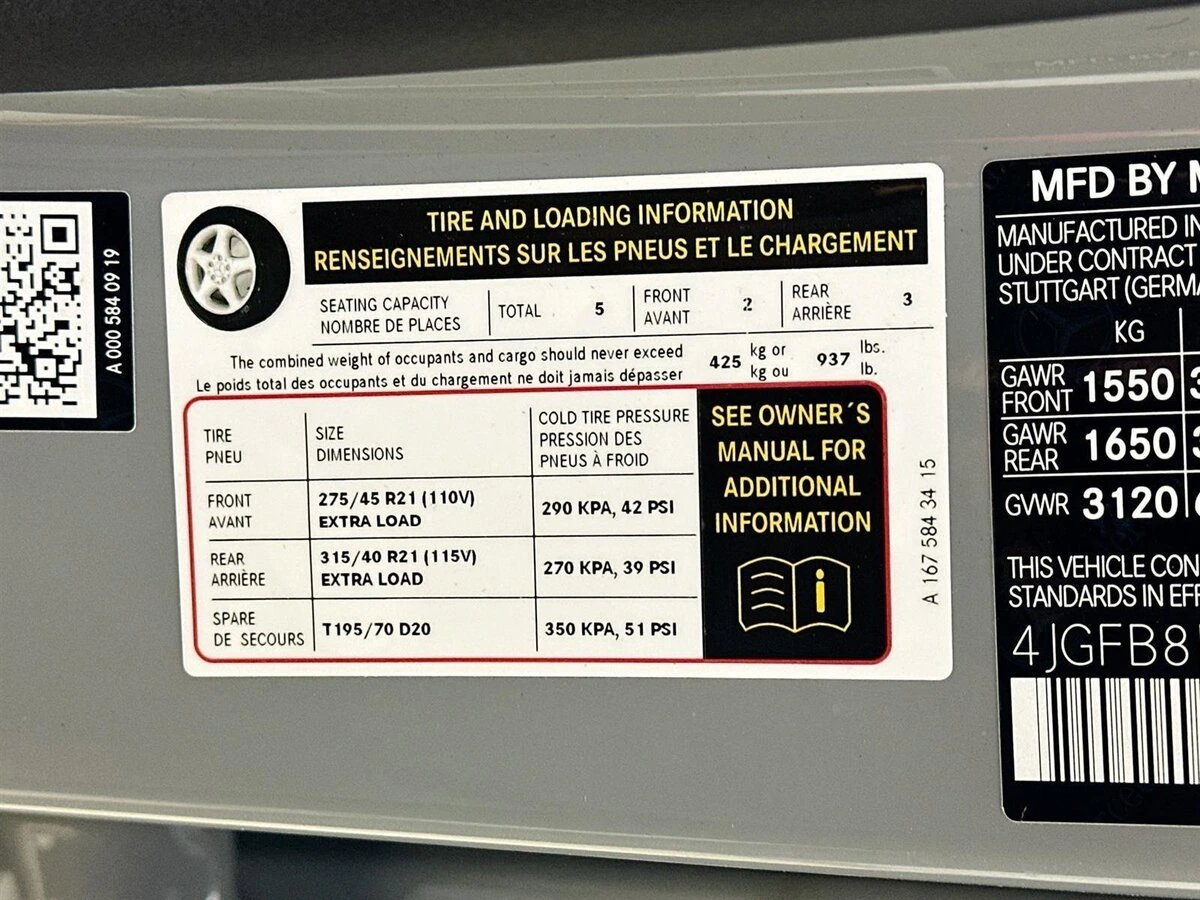 A 000 584 09 19
TIRE AND LOADING INFORMATION
RENSEIGNEMENTS SUR LES PNEUS ET LE CHARGEMENT
SEATING CAPACITY
NOMBRE DE PLACES
TOTAL 5
FRONT
AVANT
2
REAR
ARRIÈRE
3
The combined weight of occupants and cargo should never exceed
Le poids total des occupants et du chargement ne doit jamais dépasser
425
kg or
kg ou
937
lbs.
lb.
TIRE
PNEU
SIZE
DIMENSIONS
COLD TIRE PRESSURE
PRESSION DES
PNEUS À FROID
FRONT
AVANT
275/45 R21 (110V)
EXTRA LOAD
290 KPA, 42 PSI
REAR
ARRIÈRE
315/40 R21 (115V)
EXTRA LOAD
270 KPA, 39 PSI
SPARE
DE SECOURS
T195/70 D20
350 KPA, 51 PSI
SEE OWNER´S
MANUAL FOR
ADDITIONAL
INFORMATION
i
A 167 584 34 15
MFD BY M
MANUFACTURED IN
UNDER CONTRACT
STUTTGART (GERMA
KG
GAWR
FRONT
1550 3
GAWR
REAR
1650 3
GVWR 3120
THIS VEHICLE CON
STANDARDS IN EFF
4JGFB8